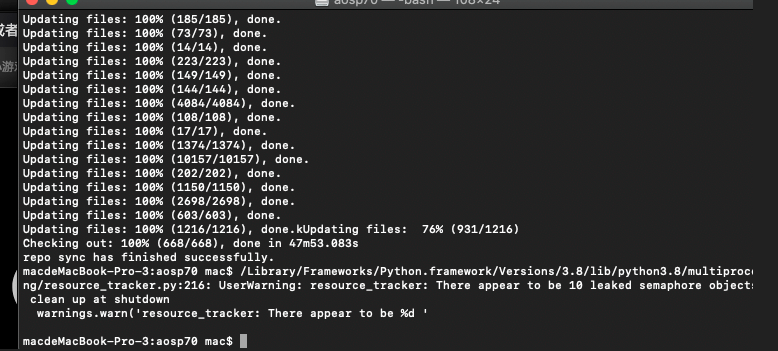 aosp70 — -bash — 108×24
Updating files: 100% (185/185), done.
Updating files: 100% (73/73), done.
Updating files: 100% (14/14), done.
Updating files: 100% (223/223), done.
Updating files: 100% (149/149), done.
Updating files: 100% (144/144), done.
Updating files: 100% (4084/4084), done.
Updating files: 100% (108/108), done.
Updating files: 100% (17/17), done.
Updating files: 100% (1374/1374), done.
Updating files: 100% (10157/10157), done.
Updating files: 100% (202/202), done.
Updating files: 100% (1150/1150), done.
Updating files: 100% (2698/2698), done.
Updating files: 100% (603/603), done.
Updating files: 100% (1216/1216), done.kUpdating files:  76% (931/1216)
Checking out: 100% (668/668), done in 47m53.083s
repo sync has finished successfully.
macdeMacBook-Pro-3:aosp70 mac$ /Library/Frameworks/Python.framework/Versions/3.8/lib/python3.8/multiproce
ng/resource_tracker.py:216: UserWarning: resource_tracker: There appear to be 10 leaked semaphore objects
 clean up at shutdown
  warnings.warn('resource_tracker: There appear to be %d '
macdeMacBook-Pro-3:aosp70 mac$
或者
小游